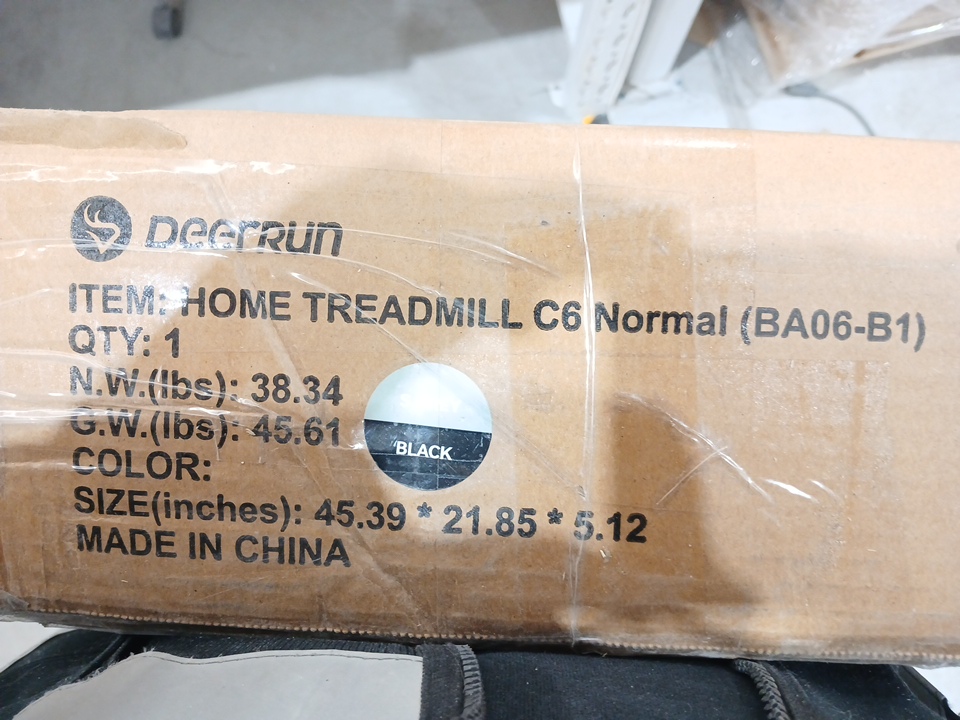 DEERRUN
ITEM: HOME TREADMILL C6 Normal (BA06-B1)
QTY: 1
N.W.(lbs): 38.34
G.W.(lbs): 45.61
COLOR:
BLACK
SIZE(inches): 45.39 * 21.85 * 5.12
MADE IN CHINA